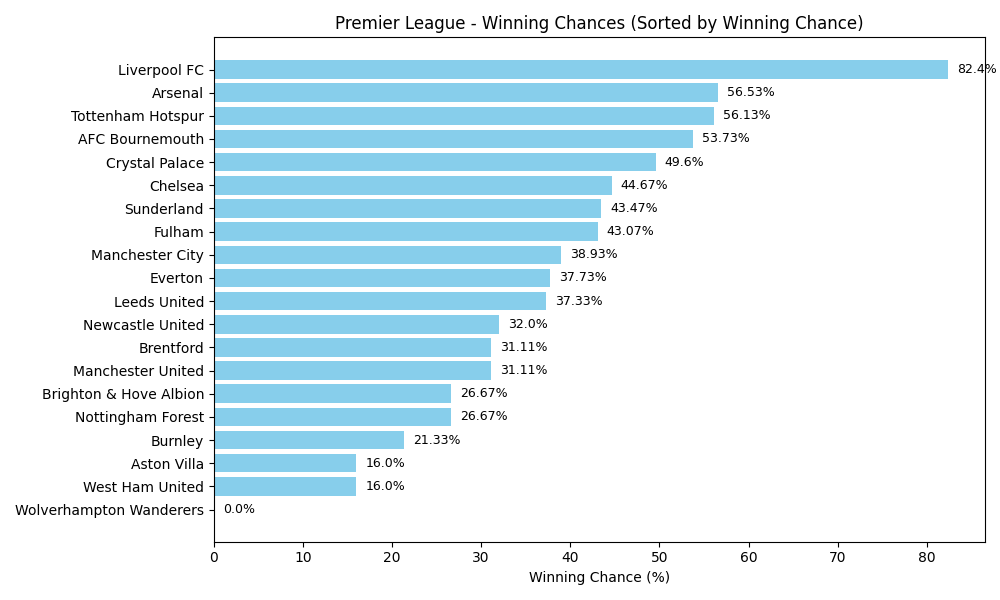 Premier League - Winning Chances (Sorted by Winning Chance)
Liverpool FC 82.4%
Arsenal 56.53%
Tottenham Hotspur 56.13%
AFC Bournemouth 53.73%
Crystal Palace 49.6%
Chelsea 44.67%
Sunderland 43.47%
Fulham 43.07%
Manchester City 38.93%
Everton 37.73%
Leeds United 37.33%
Newcastle United 32.0%
Brentford 31.11%
Manchester United 31.11%
Brighton & Hove Albion 26.67%
Nottingham Forest 26.67%
Burnley 21.33%
Aston Villa 16.0%
West Ham United 16.0%
Wolverhampton Wanderers 0.0%
0 10 20 30 40 50 60 70 80
Winning Chance (%)